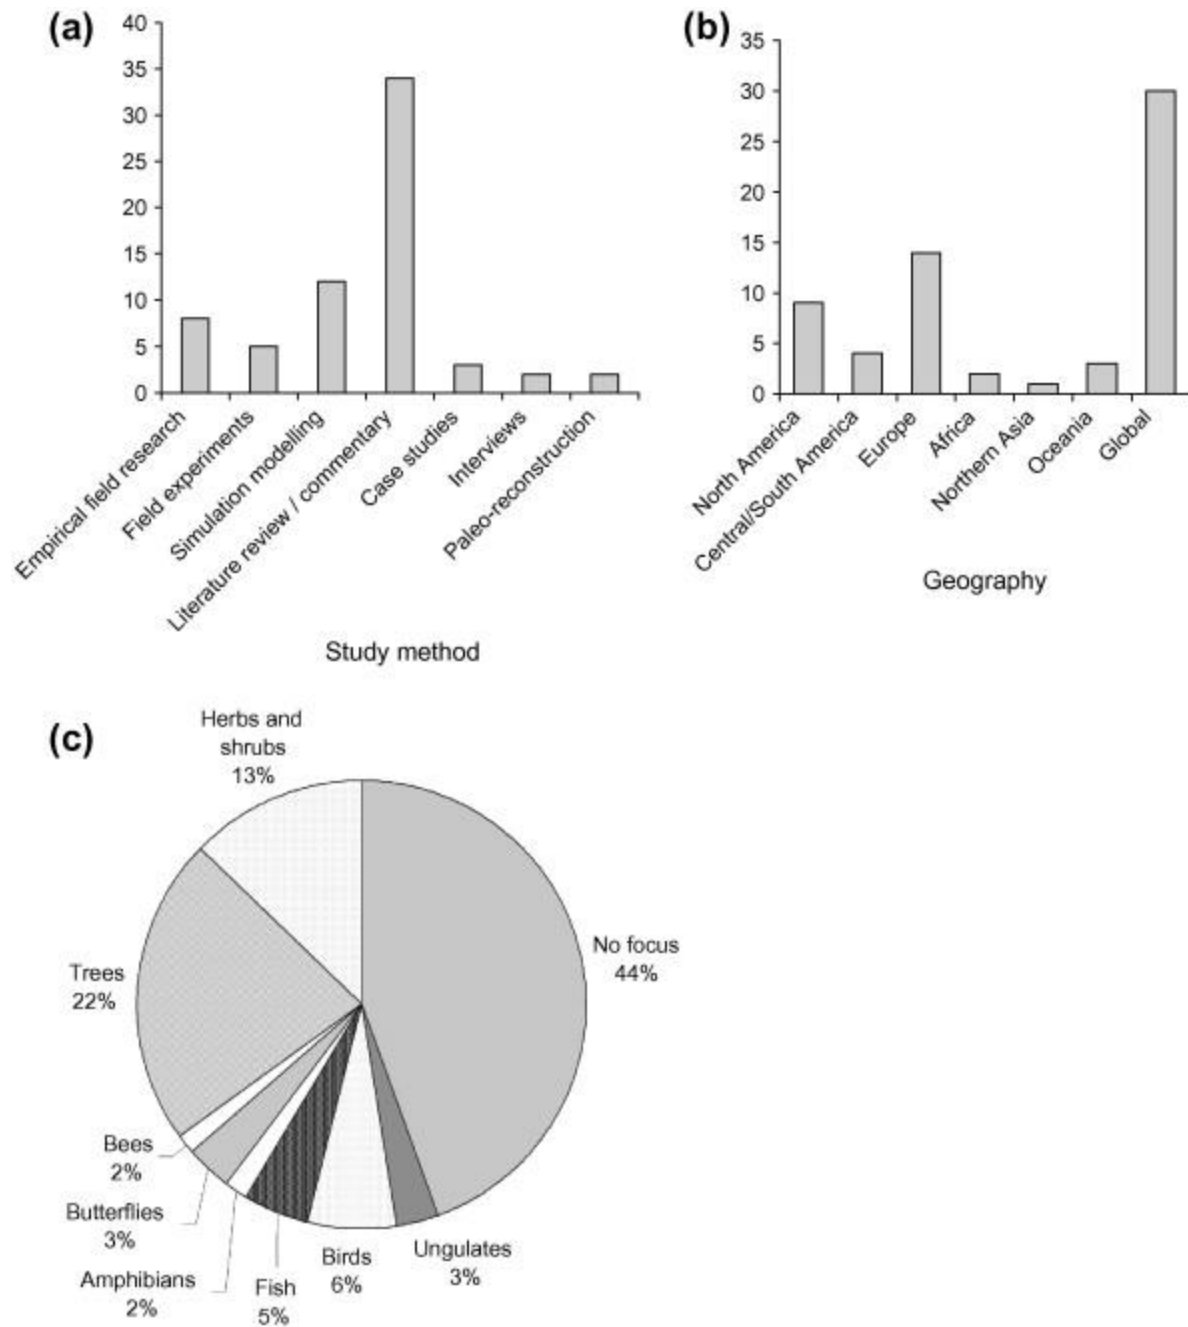 (a)
40
35
30
25
20
15
10
5
0
Empirical field research
Field experiments
Simulation modelling
Literature review / commentary
Case studies
Interviews
Paleo-reconstruction
Study method
(b)
35
30
25
20
15
10
5
0
North America
Central/South America
Europe
Africa
Northern Asia
Oceania
Global
Geography
(c)
Herbs and
shrubs
13%
No focus
44%
Trees
22%
Bees
2%
Butterflies
3%
Amphibians
2%
Fish
5%
Birds
6%
Ungulates
3%